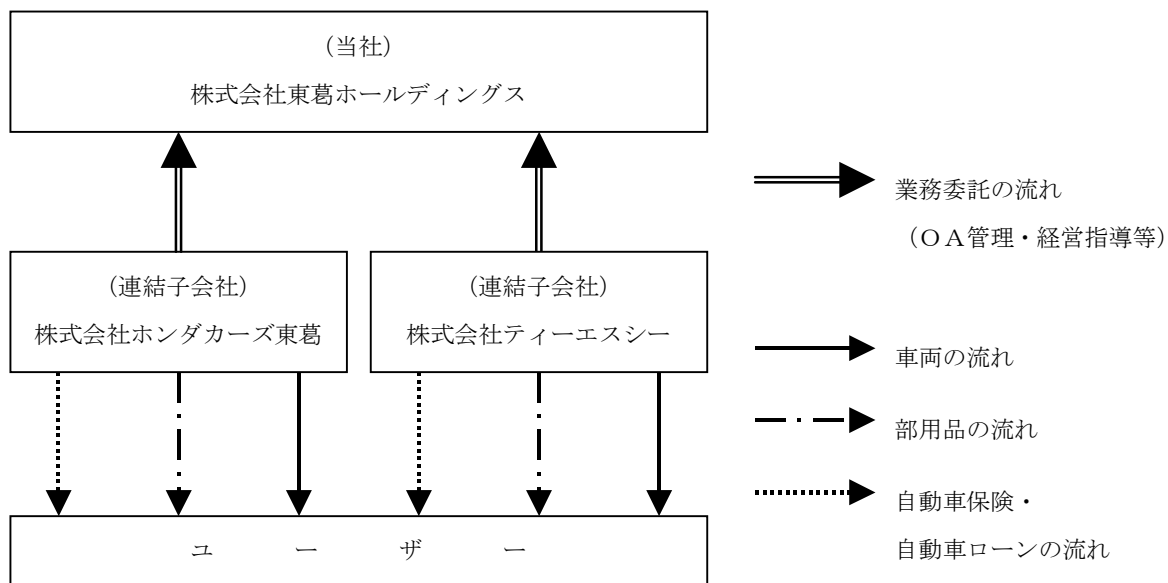 (当社)
株式会社東葛ホールディングス
業務委託の流れ
(OA管理・経営指導等)
(連結子会社)
株式会社ホンダカーズ東葛
(連結子会社)
株式会社ティーエスシー
車両の流れ
部用品の流れ
自動車保険・
自動車ローンの流れ
ユーザー